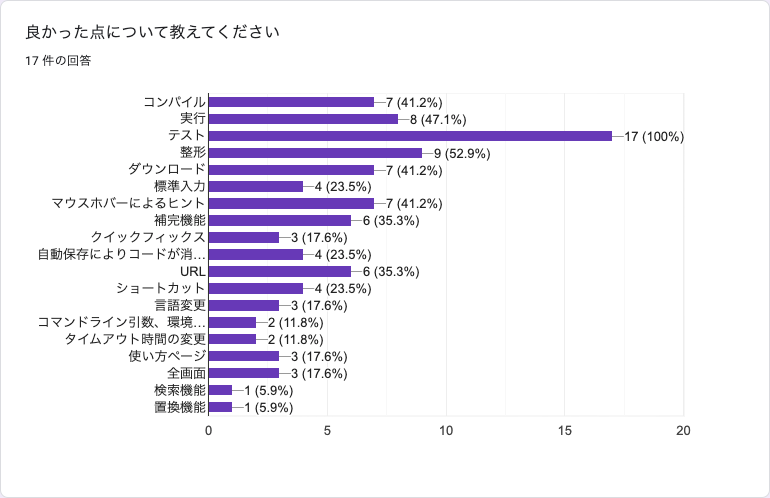 良かった点について教えてください
17 件の回答
コンパイル 7 (41.2%)
実行 8 (47.1%)
テスト 17 (100%)
整形 9 (52.9%)
ダウンロード 7 (41.2%)
標準入力 4 (23.5%)
マウスホバーによるヒント 7 (41.2%)
補完機能 6 (35.3%)
クイックフィックス 3 (17.6%)
自動保存によりコードが消… 4 (23.5%)
URL 6 (35.3%)
ショートカット 4 (23.5%)
言語変更 3 (17.6%)
コマンドライン引数、環境… 2 (11.8%)
タイムアウト時間の変更 2 (11.8%)
使い方ページ 3 (17.6%)
全画面 3 (17.6%)
検索機能 1 (5.9%)
置換機能 1 (5.9%)
0 5 10 15 20